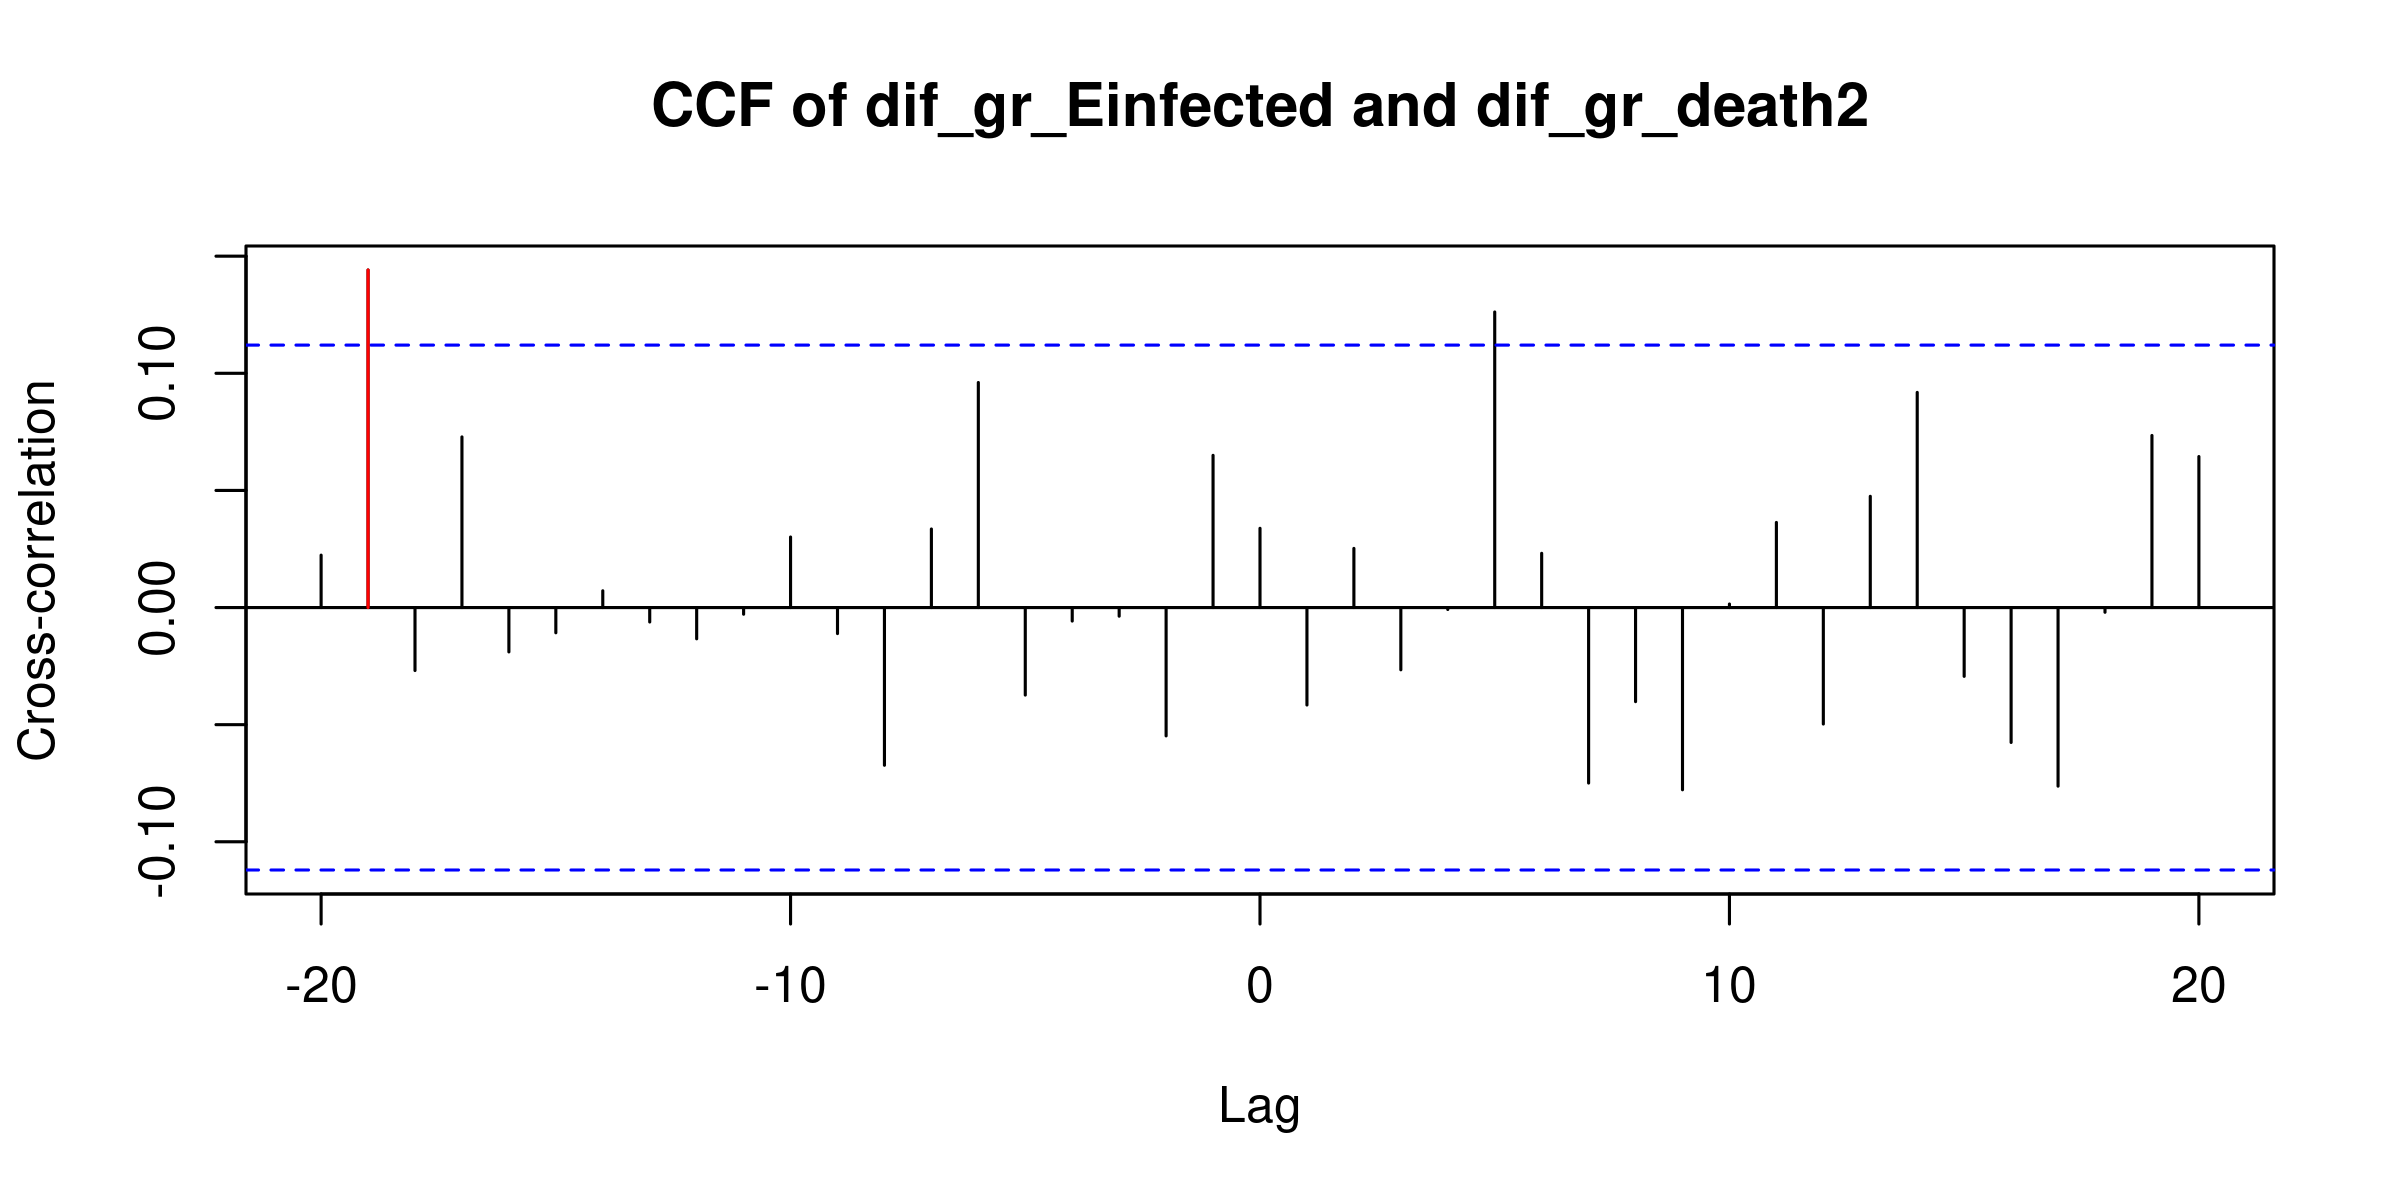 CCF of dif_gr_Einfected and dif_gr_death2
Cross-correlation
0.10
0.00
-0.10
-20 -10 0 10 20
Lag